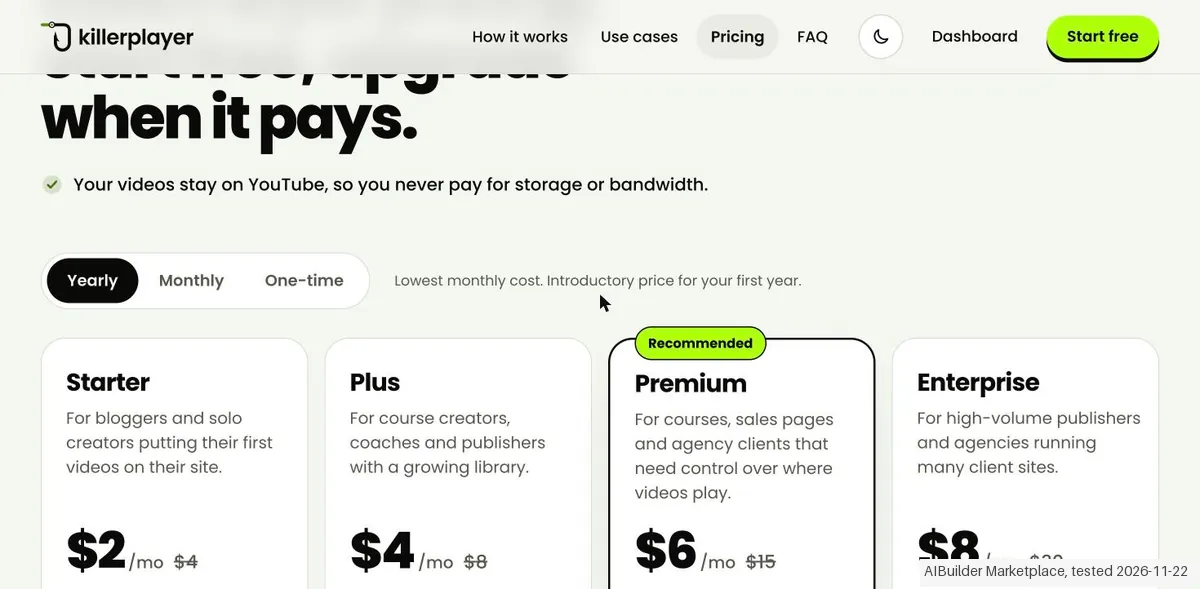 killerplayer
How it works
Use cases
Pricing
FAQ
Dashboard
Start free
start free, upgrade
when it pays.
Your videos stay on YouTube, so you never pay for storage or bandwidth.
Yearly
Monthly
One-time
Lowest monthly cost. Introductory price for your first year.
Starter
For bloggers and solo
creators putting their first
videos on their site.
$2/mo $4
Plus
For course creators,
coaches and publishers
with a growing library.
$4/mo $8
Recommended
Premium
For courses, sales pages
and agency clients that
need control over where
videos play.
$6/mo $15
Enterprise
For high-volume publishers
and agencies running
many client sites.
$8
AIBuilder Marketplace, tested 2026-11-22